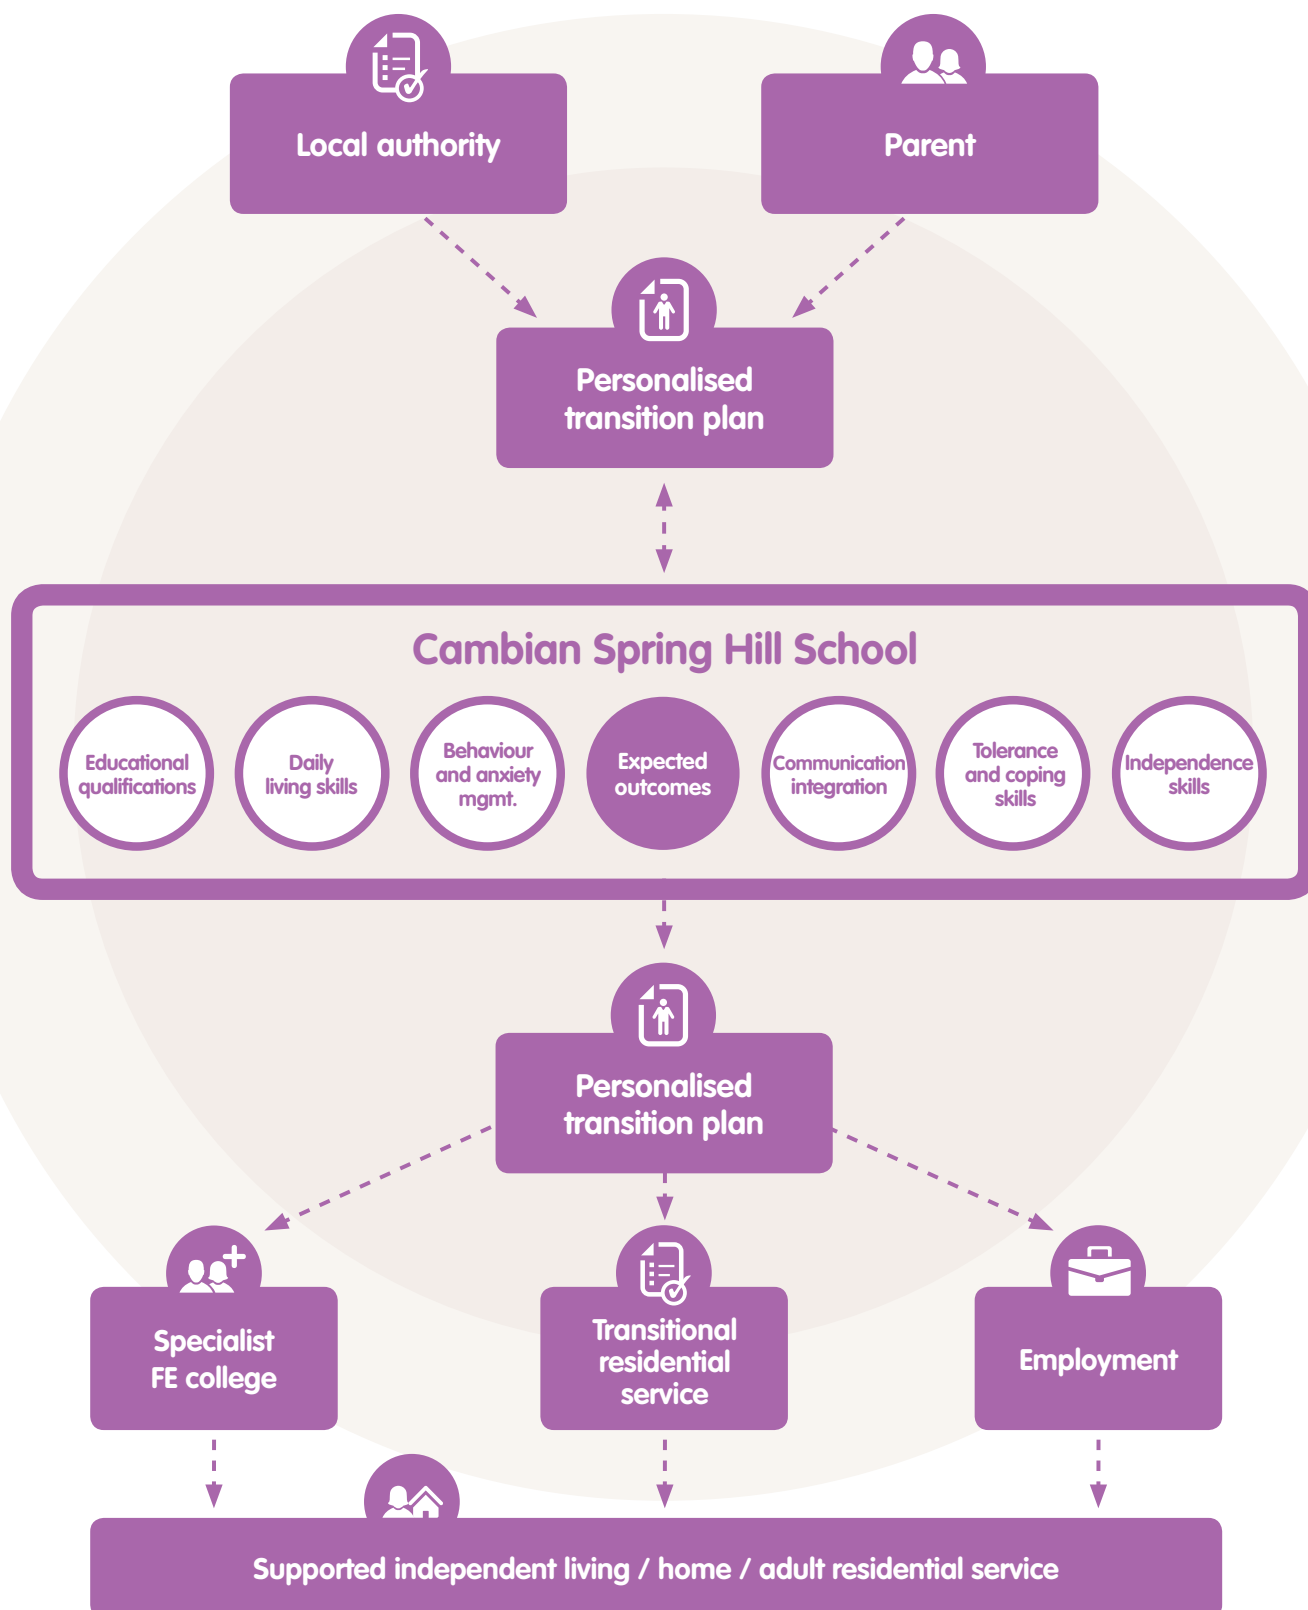 Local authority
Parent
Personalised
transition plan
Cambian Spring Hill School
Educational
qualifications
Daily
living skills
Behaviour
and anxiety
mgmt.
Expected
outcomes
Communication
integration
Tolerance
and coping
skills
Independence
skills
Personalised
transition plan
Specialist
FE college
Transitional
residential
service
Employment
Supported independent living / home / adult residential service